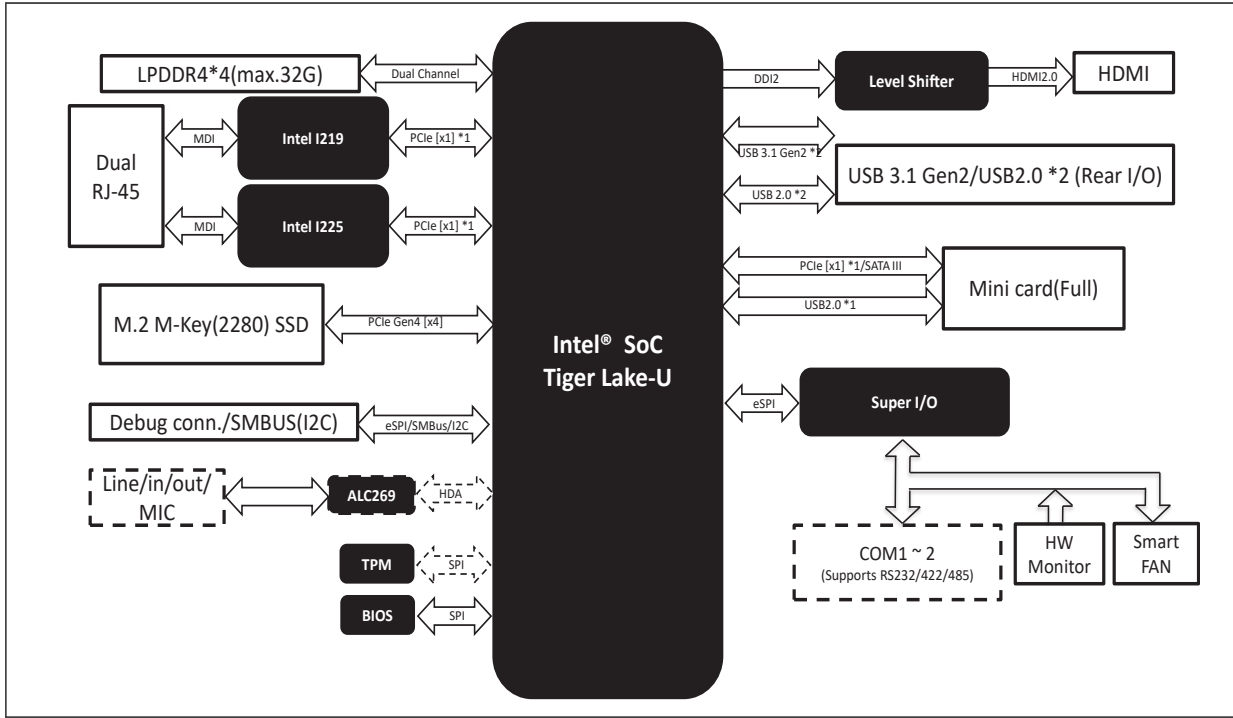 LPDDR4*4(max.32G)
Dual Channel
Dual
RJ-45
MDI
Intel I219
PCIe [x1] *1
MDI
Intel I225
PCIe [x1] *1
M.2 M-Key(2280) SSD
PCIe Gen4 [x4]
Debug conn./SMBUS(I2C)
eSPI/SMBus/I2C
Line/in/out/
MIC
ALC269
HDA
TPM
SPI
BIOS
SPI
Intel® SoC
Tiger Lake-U
DDI2
Level Shifter
HDMI2.0
HDMI
USB 3.1 Gen2 *2
USB 2.0 *2
USB 3.1 Gen2/USB2.0 *2 (Rear I/O)
PCIe [x1] *1/SATA III
USB2.0 *1
Mini card(Full)
eSPI
Super I/O
COM1 ~ 2
(Supports RS232/422/485)
HW
Monitor
Smart
FAN